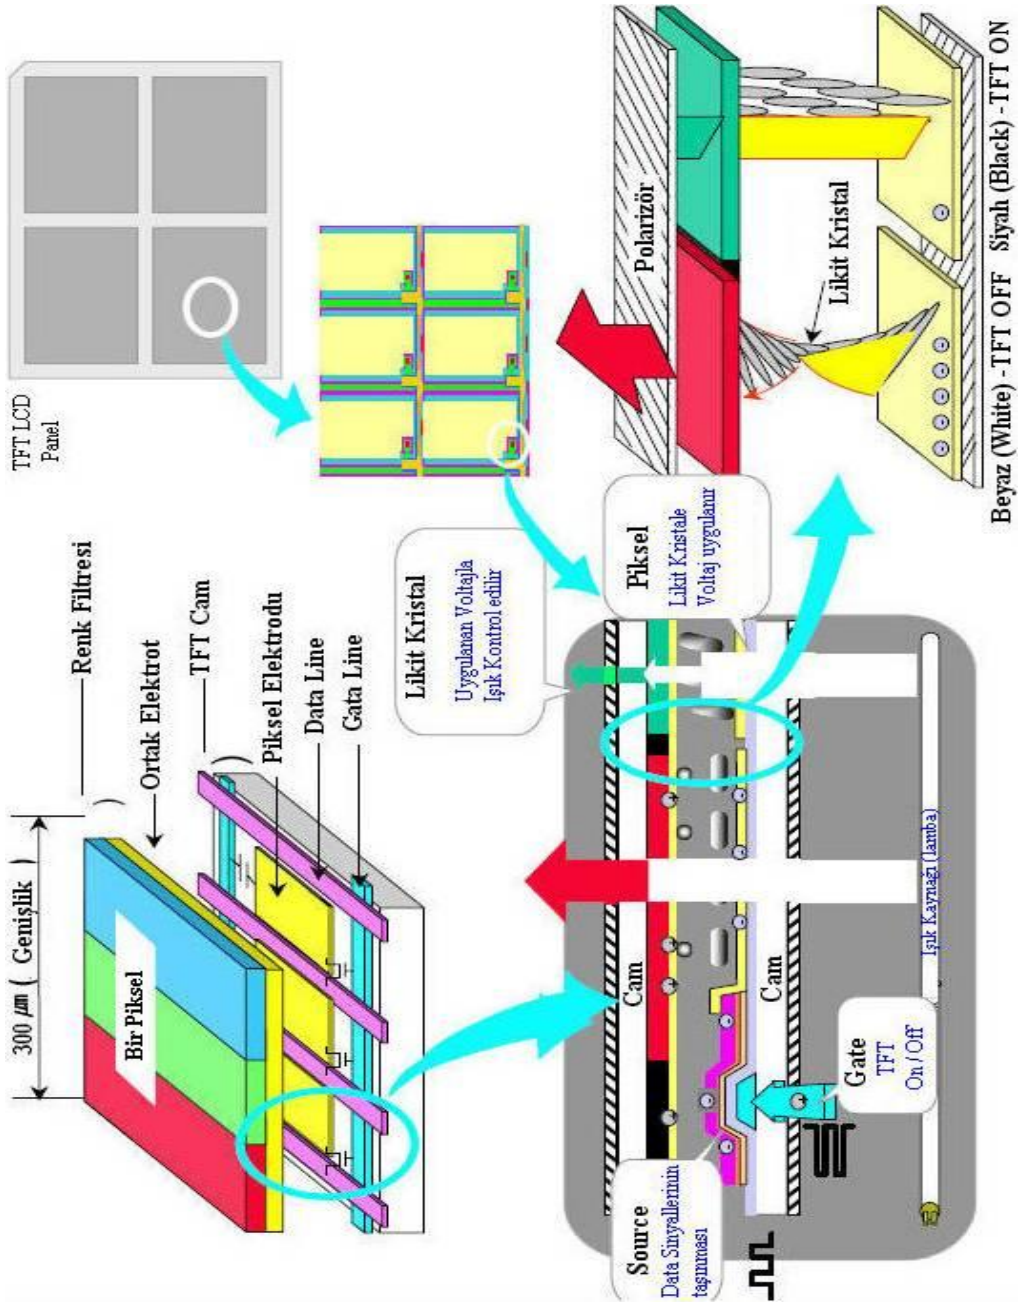 TFT LCD
Panel
300 ㎛ ( Genişlik )
Renk Filtresi
Ortak Elektrot
TFT Cam
Piksel Elektrodu
Data Line
Gata Line
Bir Piksel
Likit Kristal
Uygulanan Voltajla
Işık Kontrol edilir
Piksel
Likit Kristale
Voltaj uygulanır
Cam
Cam
Source
Data Sinyallerinin
taşınması
Gate
TFT
On / Off
Işık Kaynağı (lamba)
Polarizör
Likit Kristal
Beyaz (White) - TFT OFF
Siyah (Black) - TFT ON